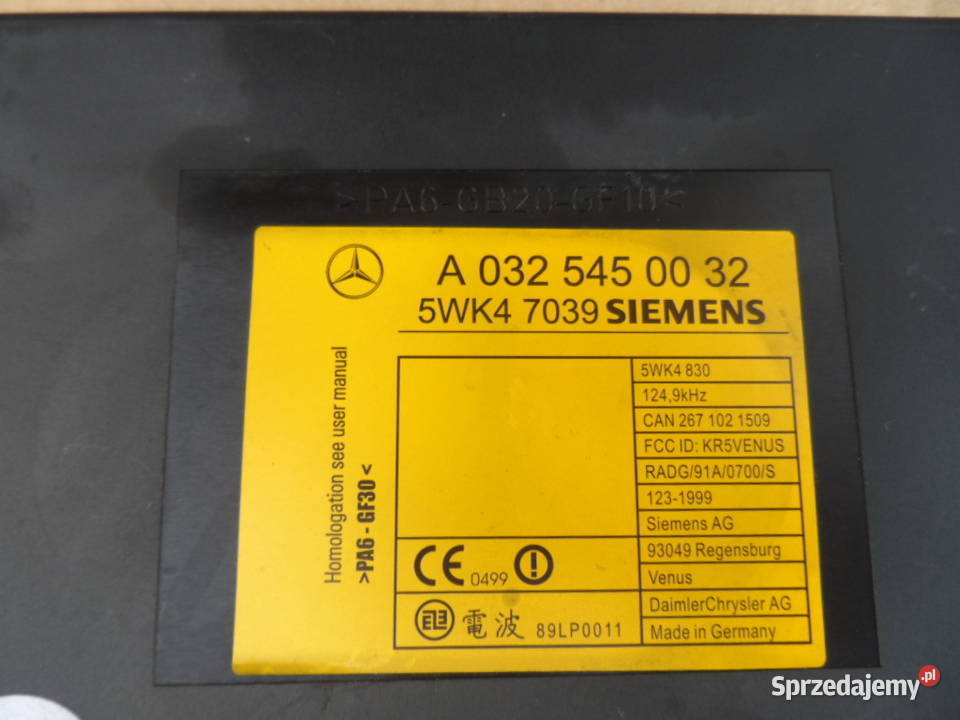 >PA6-GB20-GF10<
A 032 545 00 32
5WK4 7039 SIEMENS
Homologation see user manual
>PA6 - GF30<
5WK4 830
124,9kHz
CAN 267 102 1509
FCC ID: KR5VENUS
RADG/91A/0700/S
123-1999
Siemens AG
93049 Regensburg
Venus
DaimlerChrysler AG
Made in Germany
CE 0499
電波 89LP0011
Sprzedajemy.pl